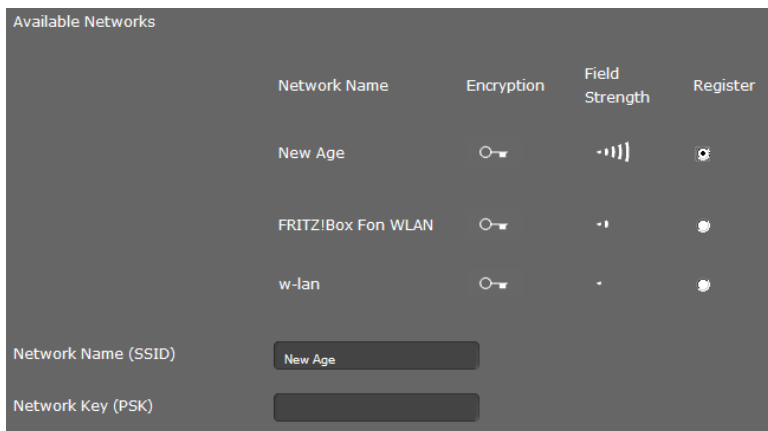 Available Networks
Network Name Encryption Field Strength Register
New Age
FRITZ!Box Fon WLAN
w-lan
Network Name (SSID) New Age
Network Key (PSK)